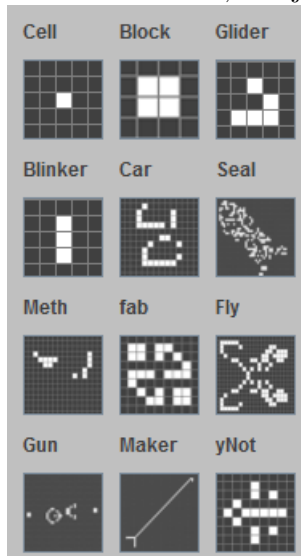 Cell Block Glider
Blinker Car Seal
Meth fab Fly
Gun Maker yNot